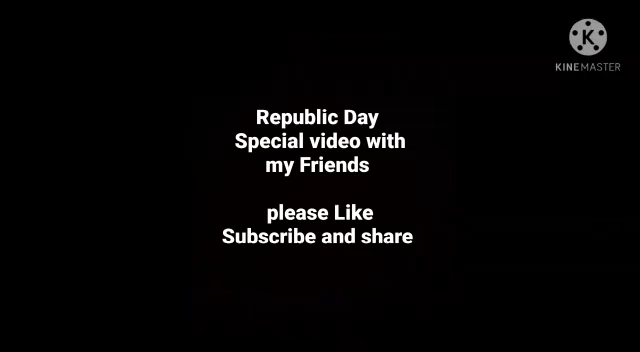 KINEMASTER
Republic Day
Special video with
my Friends
please Like
Subscribe and share